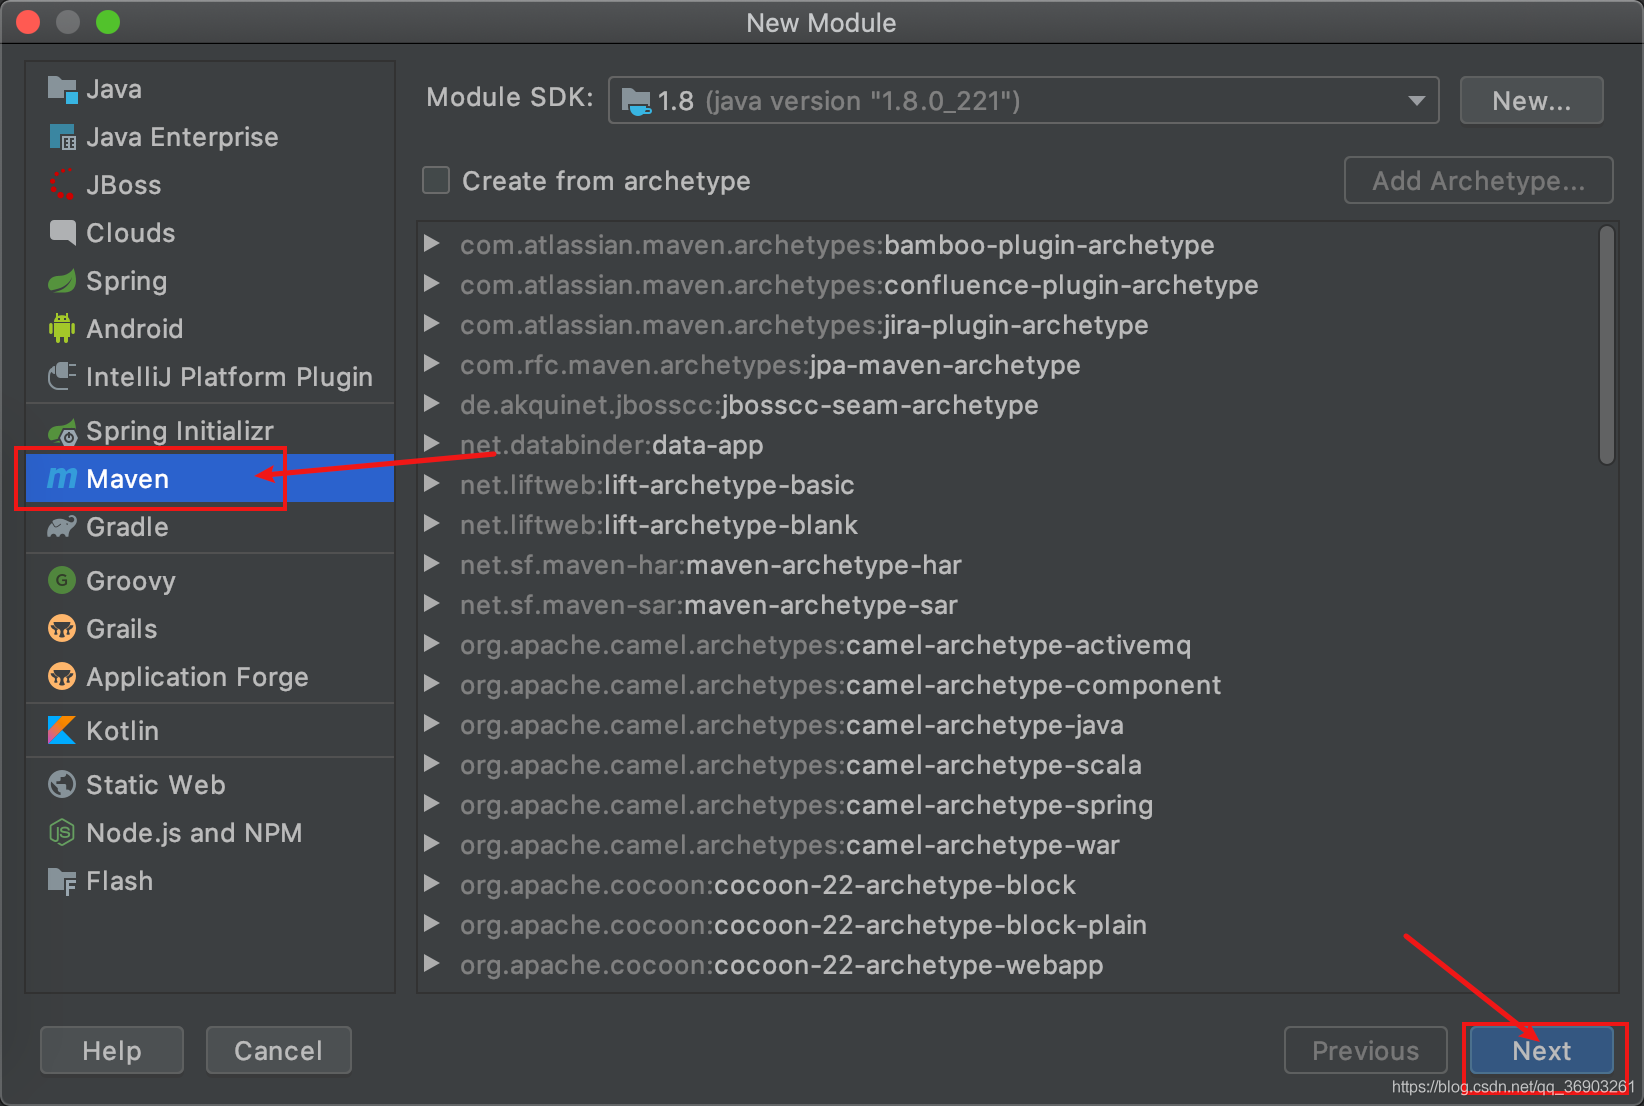 New Module
Java
Java Enterprise
JBoss
Clouds
Spring
Android
IntelliJ Platform Plugin
Spring Initializr
m Maven
Gradle
G Groovy
Grails
Application Forge
Kotlin
Static Web
JS Node.js and NPM
Flash
Module SDK: 1.8 (java version "1.8.0_221") New...
Create from archetype Add Archetype...
com.atlassian.maven.archetypes:bamboo-plugin-archetype
com.atlassian.maven.archetypes:confluence-plugin-archetype
com.atlassian.maven.archetypes:jira-plugin-archetype
com.rfc.maven.archetypes:jpa-maven-archetype
de.akquinet.jbosscc:jbosscc-seam-archetype
net.databinder:data-app
net.liftweb:lift-archetype-basic
net.liftweb:lift-archetype-blank
net.sf.maven-har:maven-archetype-har
net.sf.maven-sar:maven-archetype-sar
org.apache.camel.archetypes:camel-archetype-activemq
org.apache.camel.archetypes:camel-archetype-component
org.apache.camel.archetypes:camel-archetype-java
org.apache.camel.archetypes:camel-archetype-scala
org.apache.camel.archetypes:camel-archetype-spring
org.apache.camel.archetypes:camel-archetype-war
org.apache.cocoon:cocoon-22-archetype-block
org.apache.cocoon:cocoon-22-archetype-block-plain
org.apache.cocoon:cocoon-22-archetype-webapp
Help Cancel Previous Next
https://blog.csdn.net/qq_36903261